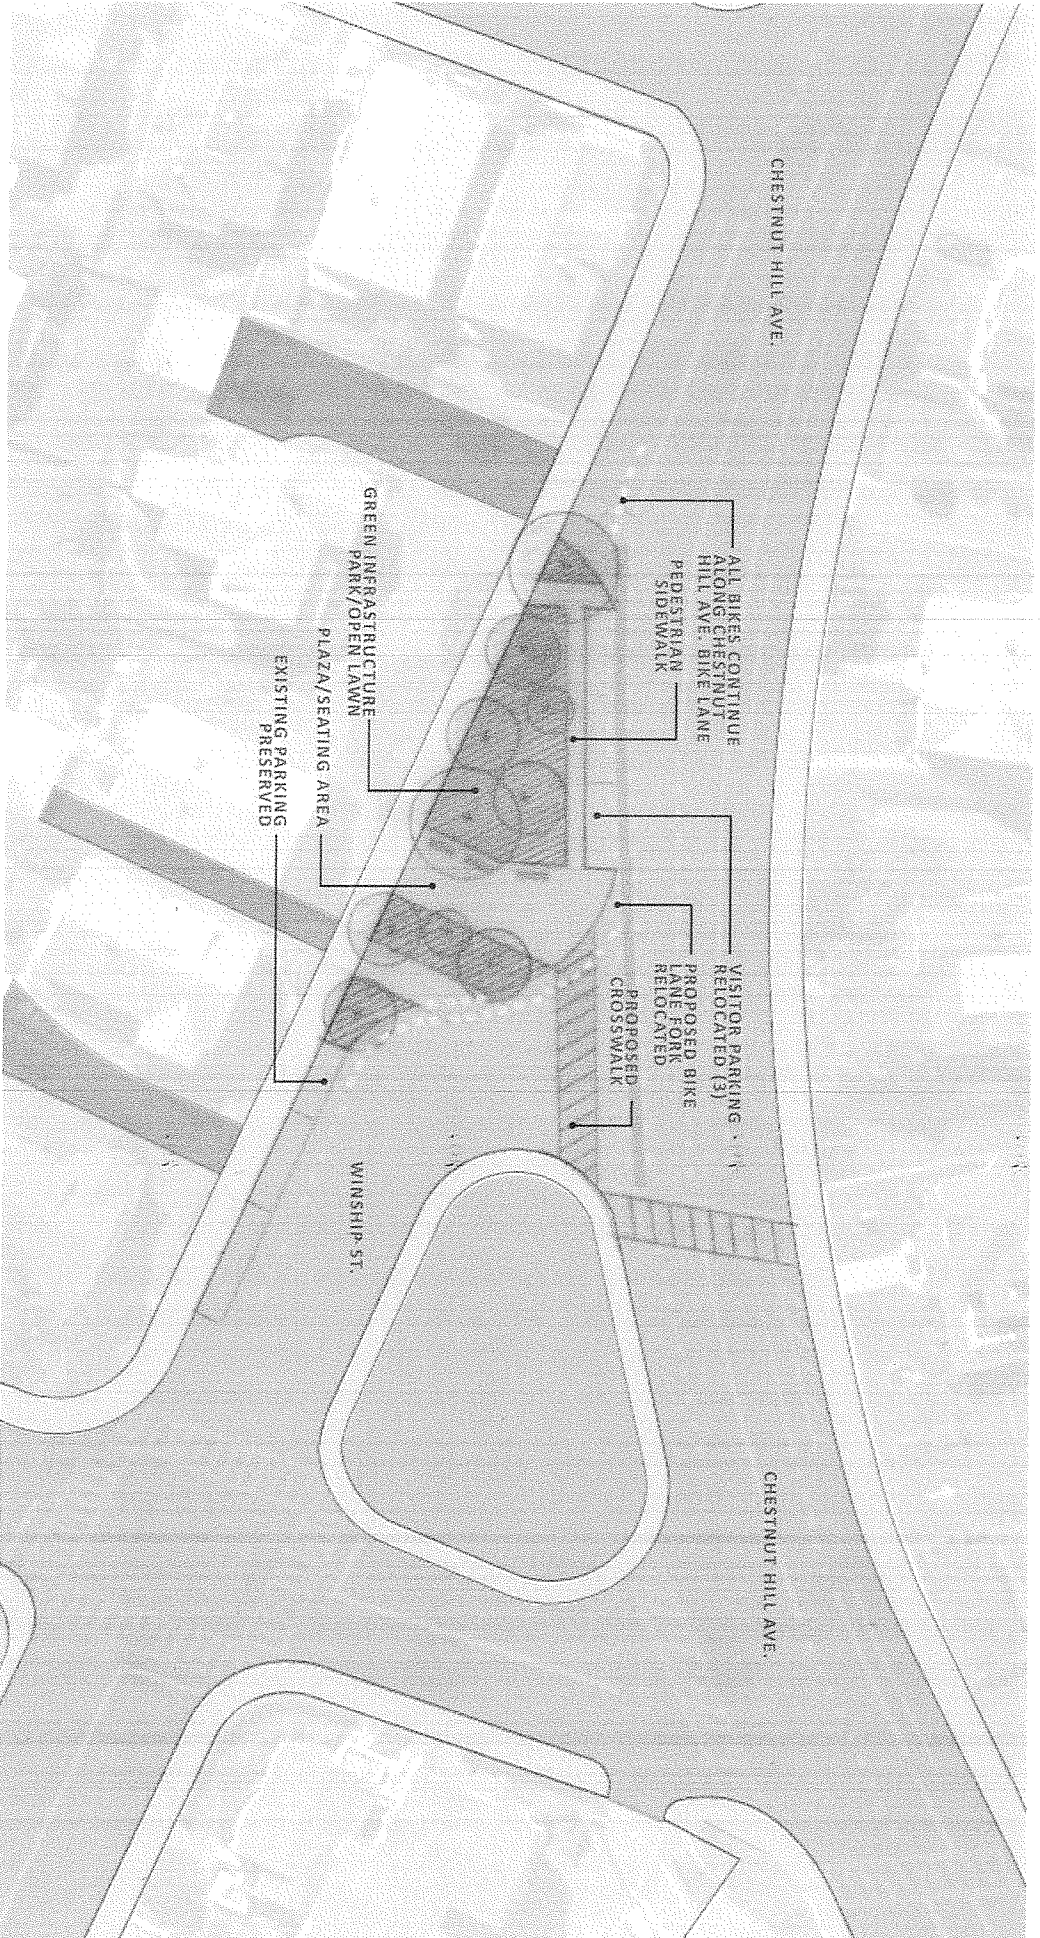 CHESTNUT HILL AVE.
ALL BIKES CONTINUE
ALONG CHESTNUT
HILL AVE. BIKE LANE
PEDESTRIAN
SIDEWALK
VISITOR PARKING
RELOCATED (3)
PROPOSED BIKE
LANE FORK
RELOCATED
PROPOSED
CROSSWALK
CHESTNUT HILL AVE.
GREEN INFRASTRUCTURE
PARK/OPEN LAWN
PLAZA/SEATING AREA
EXISTING PARKING
PRESERVED
WINSHIP ST.